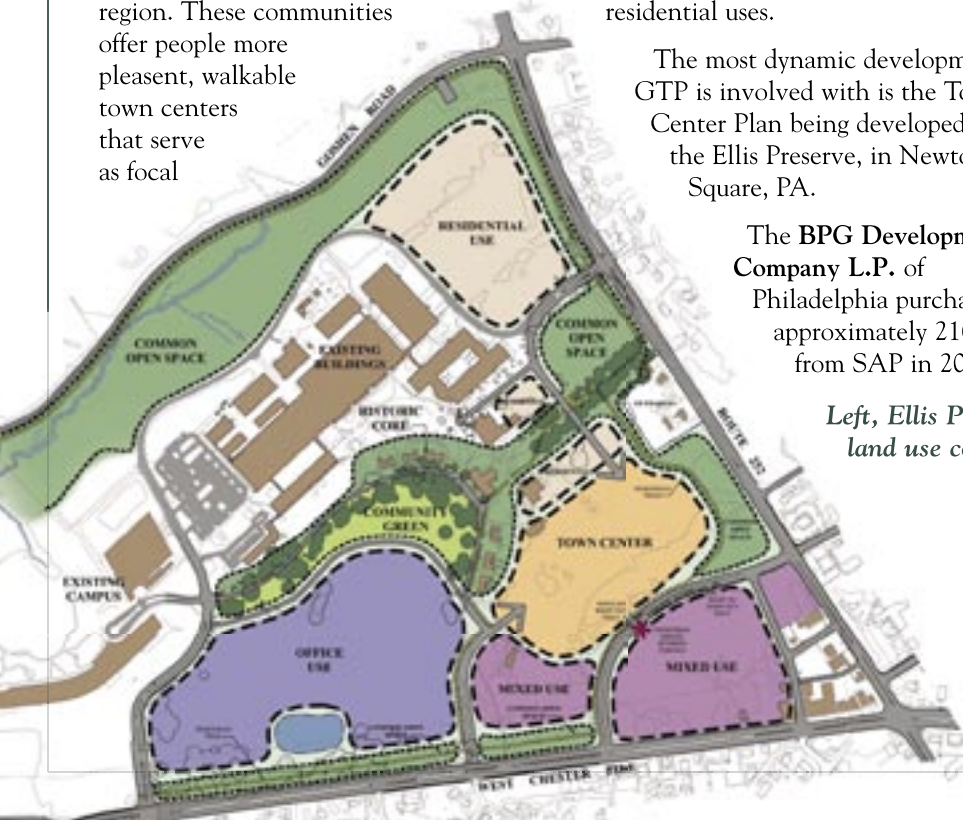 region. These communities
offer people more
pleasant, walkable
town centers
that serve
as focal
residential uses.
The most dynamic developm
GTP is involved with is the To
Center Plan being developed
the Ellis Preserve, in Newto
Square, PA.
The BPG Developm
Company L.P. of
Philadelphia purcha
approximately 210
from SAP in 20
Left, Ellis P
land use co
GOSHEN ROAD
RESIDENTIAL
USE
COMMON
OPEN SPACE
COMMON
OPEN
SPACE
EXISTING
BUILDINGS
HISTORIC
CORE
ROUTE 252
COMMUNITY
GREEN
TOWN CENTER
EXISTING
CAMPUS
OFFICE
USE
MIXED USE
MIXED USE
WEST CHESTER PIKE